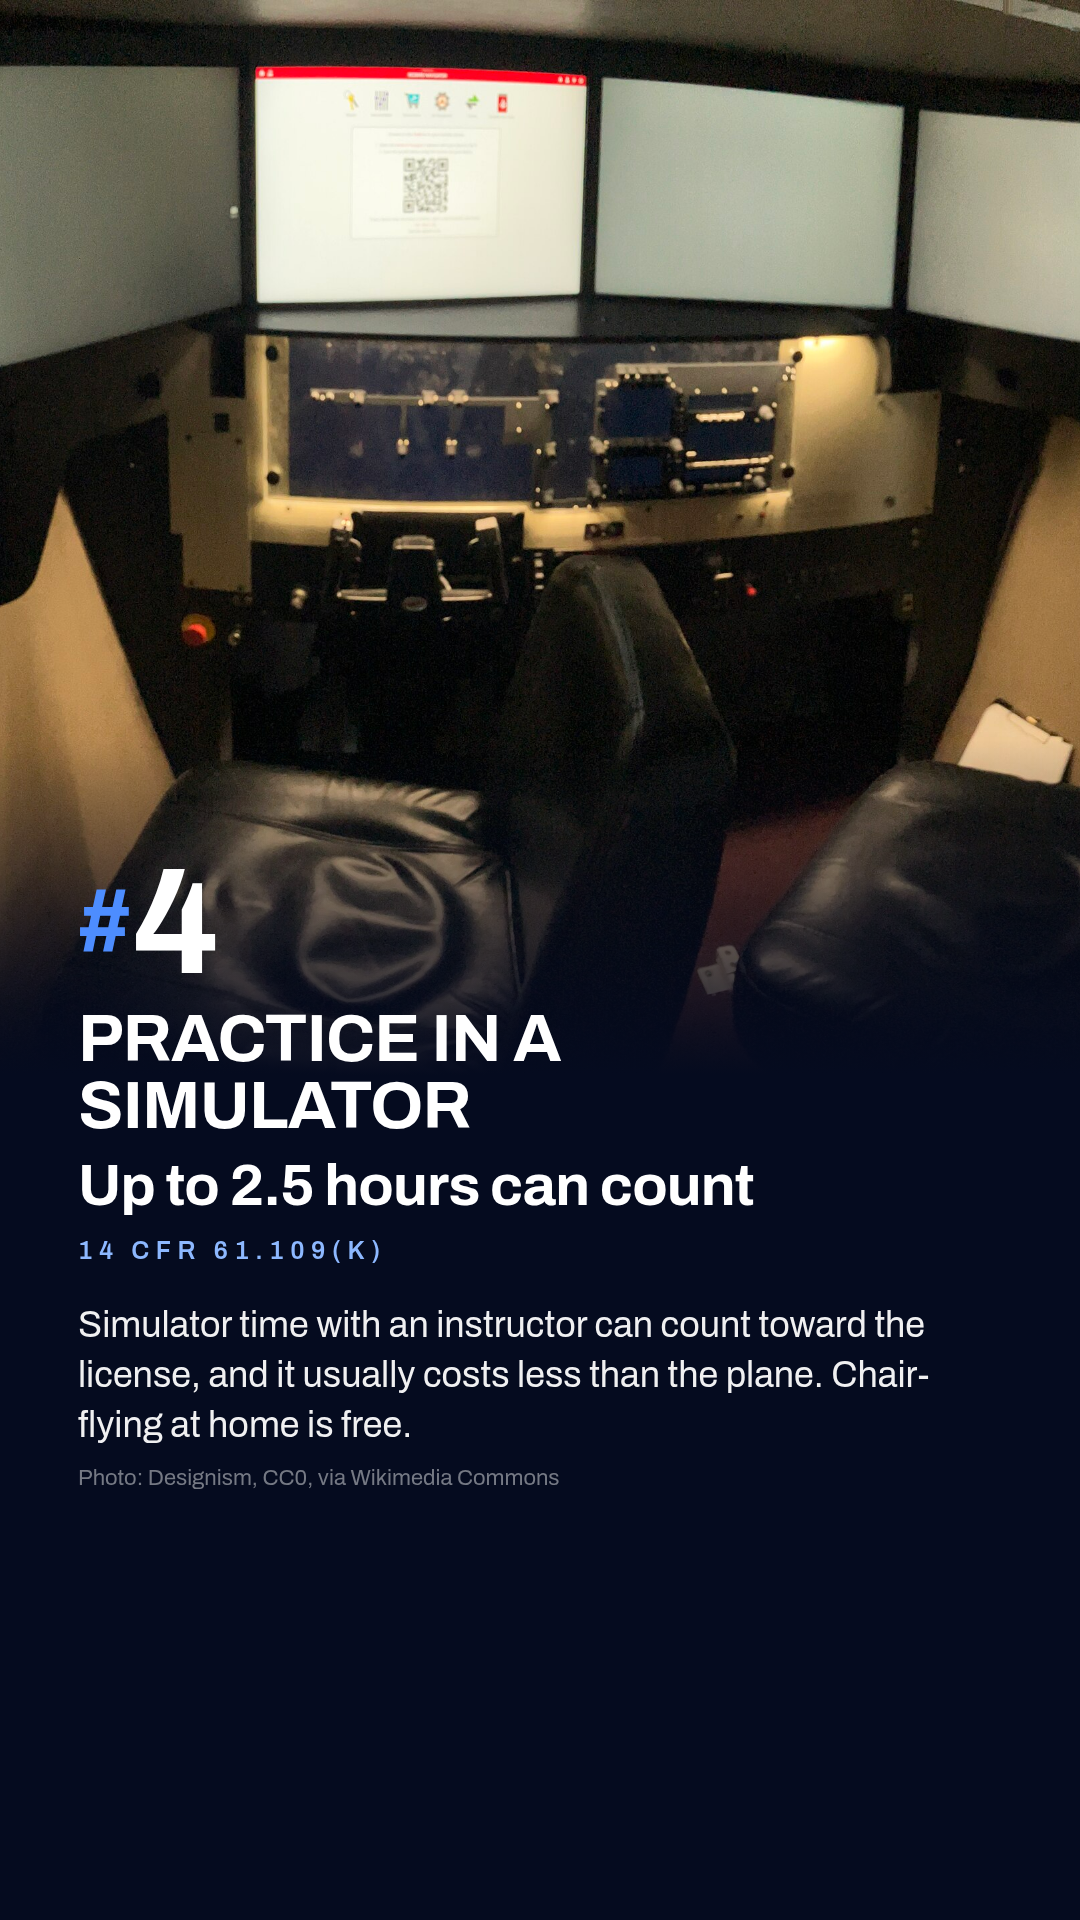 #4
PRACTICE IN A
SIMULATOR
Up to 2.5 hours can count
14 CFR 61.109(K)
Simulator time with an instructor can count toward the
license, and it usually costs less than the plane. Chair-
flying at home is free.
Photo: Designism, CC0, via Wikimedia Commons